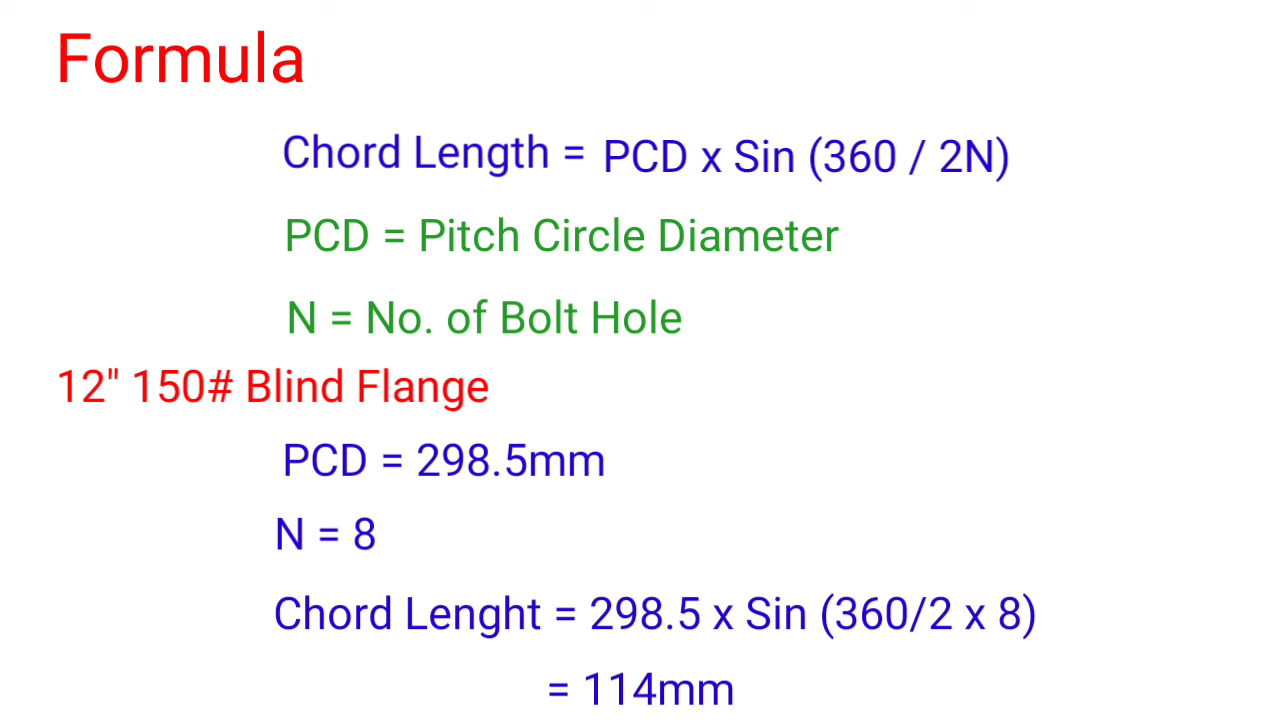 Formula
Chord Length = PCD x Sin (360 / 2N)
PCD = Pitch Circle Diameter
N = No. of Bolt Hole
12" 150# Blind Flange
PCD = 298.5mm
N = 8
Chord Lenght = 298.5 x Sin (360/2 x 8)
= 114mm